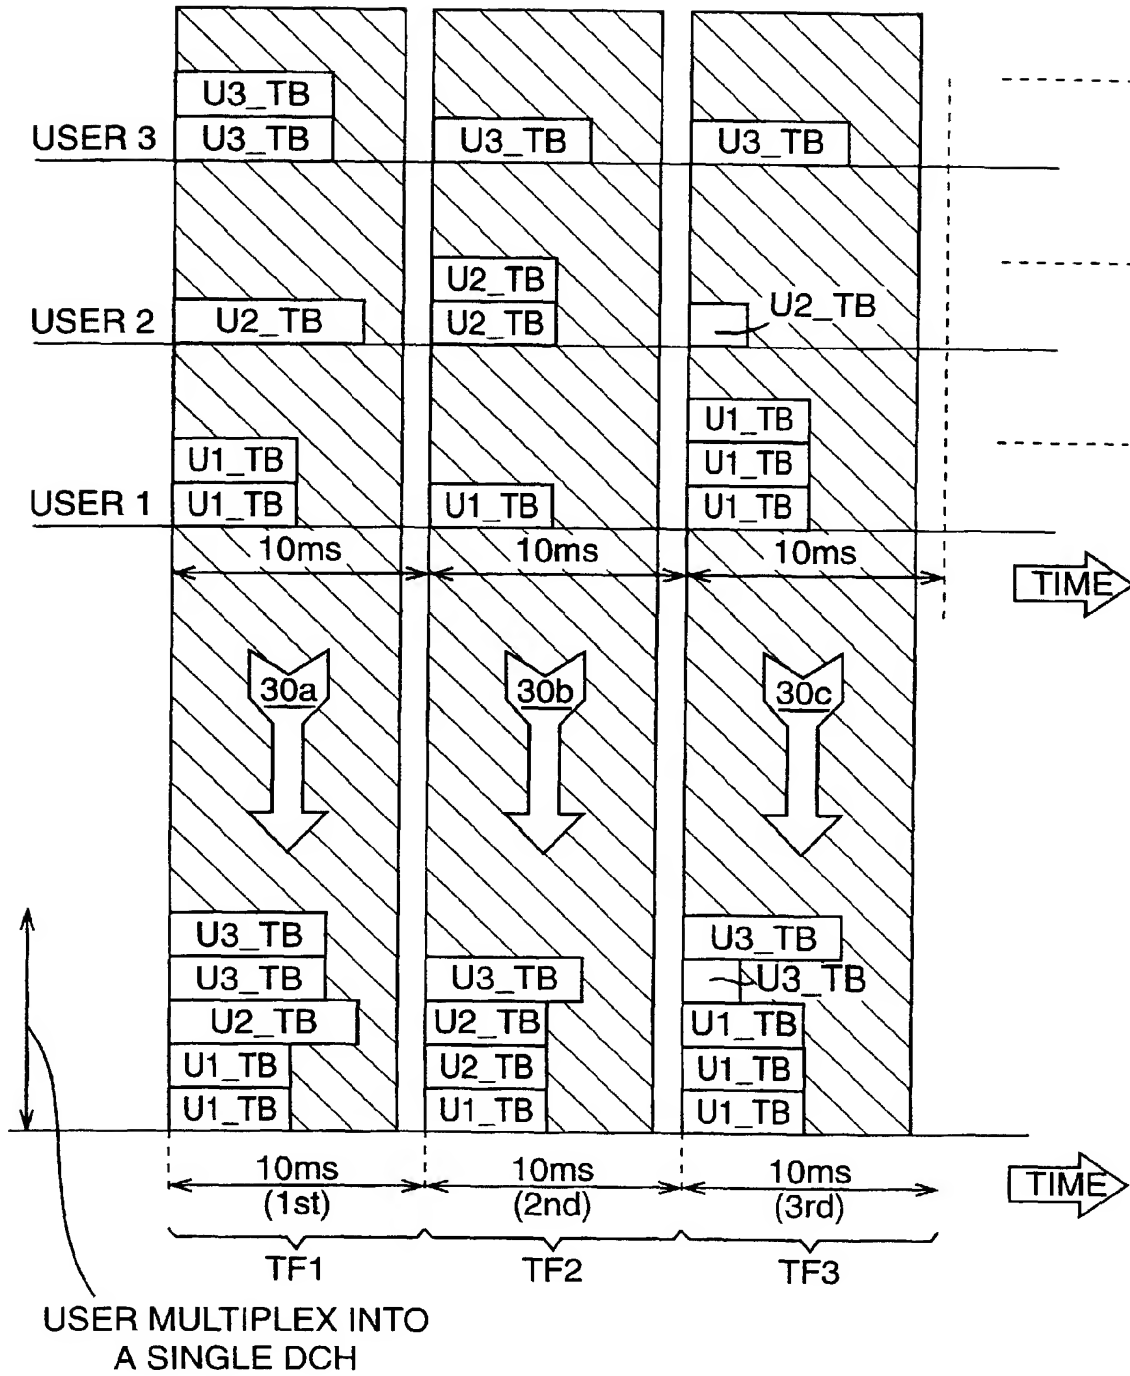 U3_TB
USER 3 U3_TB U3_TB U3_TB
U2_TB
USER 2 U2_TB U2_TB U2_TB
U1_TB
U1_TB U1_TB
USER 1 U1_TB U1_TB U1_TB
10ms 10ms 10ms
TIME
30a 30b 30c
U3_TB U3_TB
U3_TB U3_TB U3_TB
U2_TB U2_TB U1_TB
U1_TB U2_TB U1_TB
U1_TB U1_TB U1_TB
10ms 10ms 10ms
TIME
(1st) (2nd) (3rd)
TF1 TF2 TF3
USER MULTIPLEX INTO
A SINGLE DCH